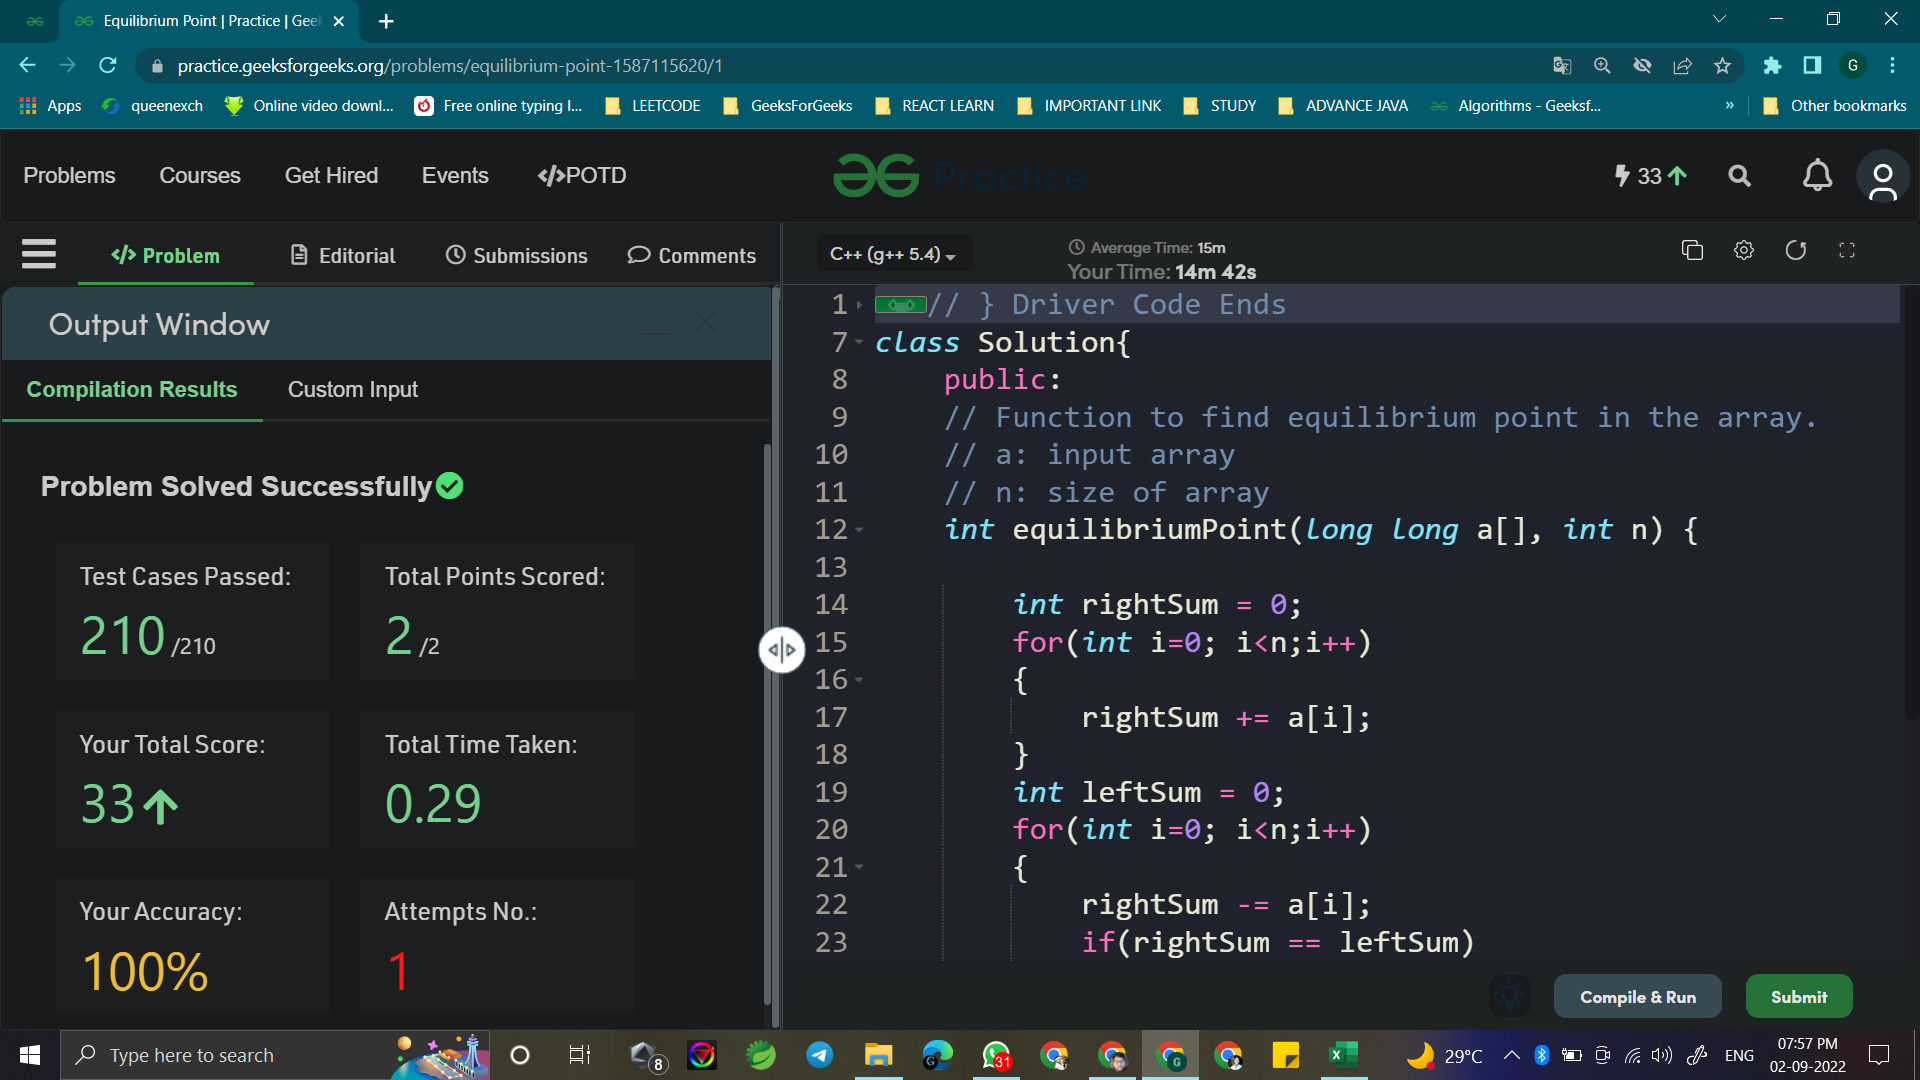 Equilibrium Point | Practice | Geek
practice.geeksforgeeks.org/problems/equilibrium-point-1587115620/1
G
Apps
queenexch
Online video downl...
Free online typing l...
LEETCODE
GeeksForGeeks
REACT LEARN
IMPORTANT LINK
STUDY
ADVANCE JAVA
Algorithms - Geeksf...
»
Other bookmarks
Problems
Courses
Get Hired
Events
</>POTD
Practice
33
</> Problem
Editorial
Submissions
Comments
C++ (g++ 5.4)
Average Time: 15m
Your Time: 14m 42s
Output Window
Compilation Results
Custom Input
Problem Solved Successfully
Test Cases Passed:
210 /210
Total Points Scored:
2 /2
Your Total Score:
33
Total Time Taken:
0.29
Your Accuracy:
100%
Attempts No.:
1
1 // } Driver Code Ends
7 class Solution{
8 public:
9 // Function to find equilibrium point in the array.
10 // a: input array
11 // n: size of array
12 int equilibriumPoint(long long a[], int n) {
13
14 int rightSum = 0;
15 for(int i=0; i<n;i++)
16 {
17 rightSum += a[i];
18 }
19 int leftSum = 0;
20 for(int i=0; i<n;i++)
21 {
22 rightSum -= a[i];
23 if(rightSum == leftSum)
Compile & Run
Submit
Type here to search
8
31
G
29°C
ENG
07:57 PM
02-09-2022